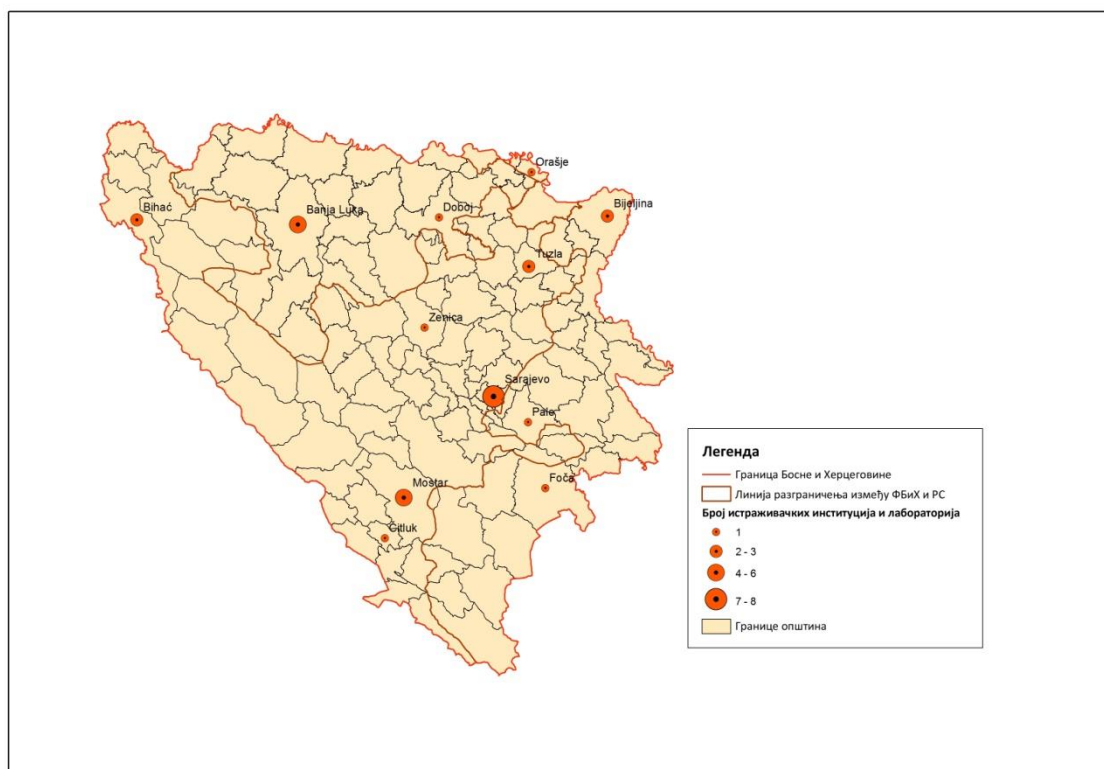 Orašje
Bihać
Banja Luka
Doboj
Bijeljina
Tuzla
Zenica
Sarajevo
Pale
Foča
Mostar
Čitluk
Легенда
Граница Босне и Херцеговине
Линија разграничења између ФБиХ и РС
Број истраживачких институција и лабораторија
1
2 - 3
4 - 6
7 - 8
Границе општина